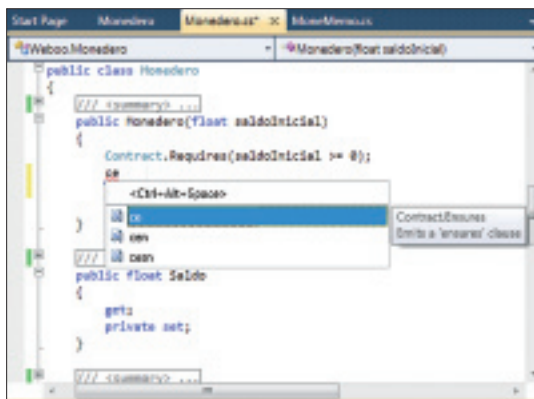 Start Page Monedero Monedero.cs* × MoneMemo.cs
Weboo.Monedero Monedero(float saldoInicial)
public class Monedero
{
/// <summary> ...
public Monedero(float saldoInicial)
{
Contract.Requires(saldoInicial >= 0);
ce
<Ctrl+Alt+Space>
ce
Contract.Ensures
cen
Emits a 'ensures' clause
}
cesn
///
public float Saldo
{
get;
private set;
}
/// <summary> ...